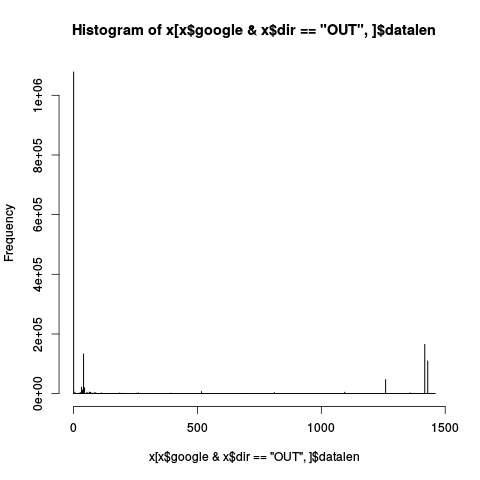 Histogram of x[x$google & x$dir == "OUT", ]$datalen
Frequency
1e+06
8e+05
6e+05
4e+05
2e+05
0e+00
0 500 1000 1500
x[x$google & x$dir == "OUT", ]$datalen